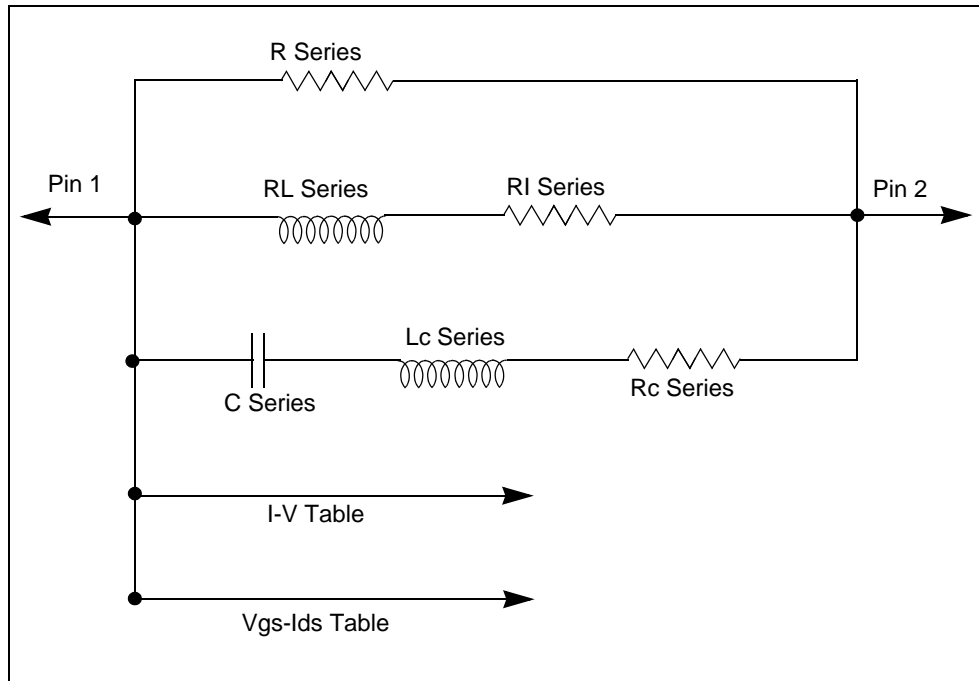 R Series
Pin 1
RL Series
Rl Series
Pin 2
Lc Series
C Series
Rc Series
I-V Table
Vgs-Ids Table